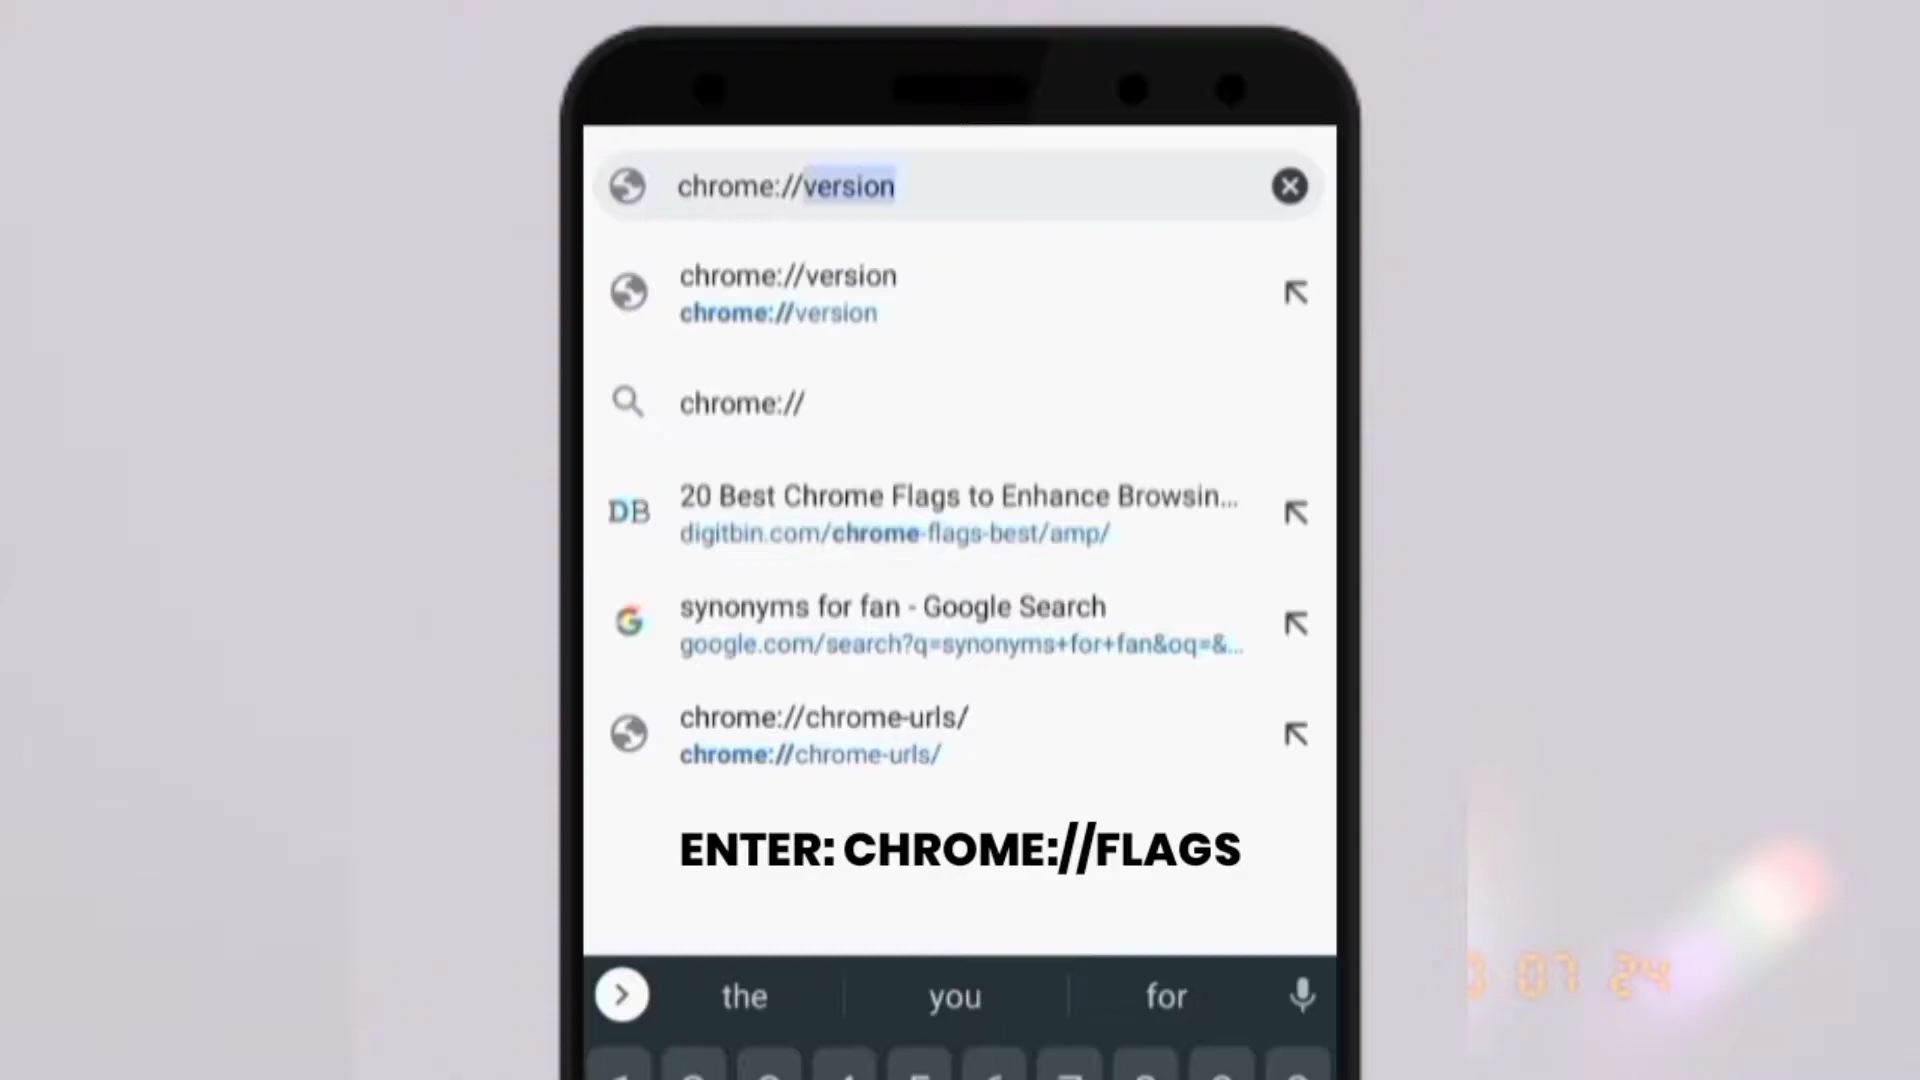 chrome://version
chrome://version
chrome://version
chrome://
DB
20 Best Chrome Flags to Enhance Browsin...
digitbin.com/chrome-flags-best/amp/
G
synonyms for fan - Google Search
google.com/search?q=synonyms+for+fan&oq=&...
chrome://chrome-urls/
chrome://chrome-urls/
ENTER: CHROME://FLAGS
07 24
the you for